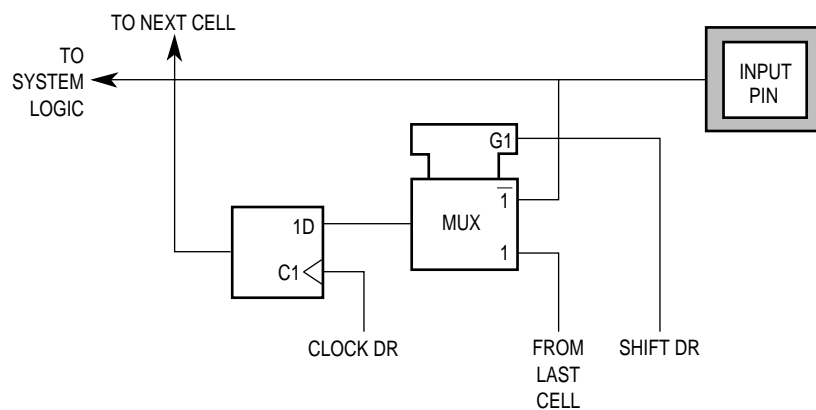 TO NEXT CELL
TO
SYSTEM
LOGIC
INPUT
PIN
G1
1
MUX
1
1D
C1
CLOCK DR
FROM
LAST
CELL
SHIFT DR